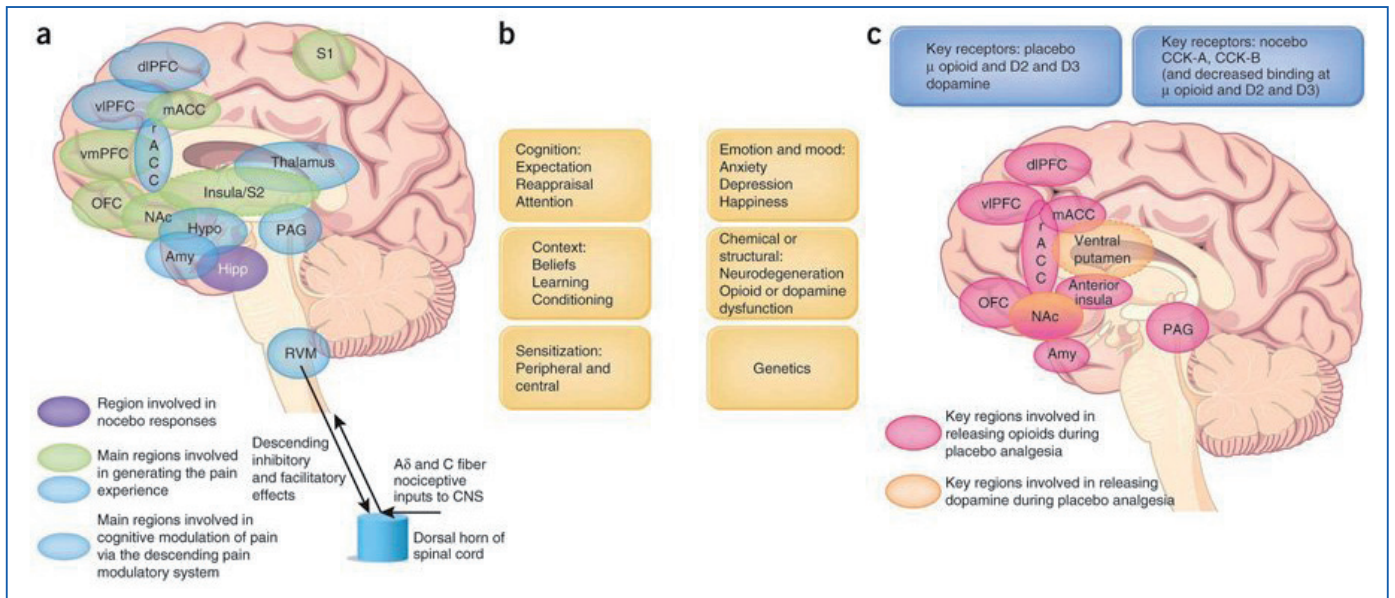 a
S1
dlPFC
vlPFC
mACC
r
A
C
C
vmPFC
Thalamus
Insula/S2
OFC
NAc
Hypo
PAG
Amy
Hipp
RVM
Region involved in
nocebo responses
Main regions involved
in generating the pain
experience
Main regions involved in
cognitive modulation of pain
via the descending pain
modulatory system
Descending
inhibitory
and facilitatory
effects
Aδ and C fiber
nociceptive
inputs to CNS
Dorsal horn of
spinal cord
b
Cognition:
Expectation
Reappraisal
Attention
Emotion and mood:
Anxiety
Depression
Happiness
Context:
Beliefs
Learning
Conditioning
Chemical or
structural:
Neurodegeneration
Opioid or dopamine
dysfunction
Sensitization:
Peripheral and
central
Genetics
c
Key receptors: placebo
μ opioid and D2 and D3
dopamine
Key receptors: nocebo
CCK-A, CCK-B
(and decreased binding at
μ opioid and D2 and D3)
dlPFC
vlPFC
mACC
r
A
C
C
Ventral
putamen
Anterior
insula
OFC
NAc
PAG
Amy
Key regions involved in
releasing opioids during
placebo analgesia
Key regions involved in releasing
dopamine during placebo analgesia